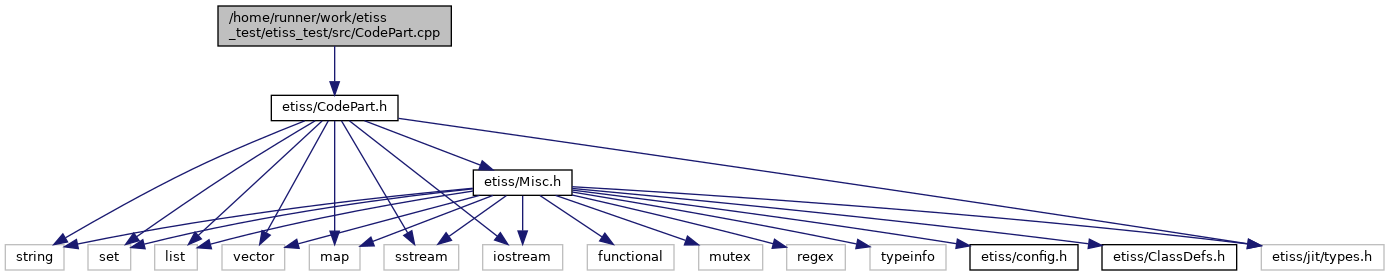 /home/runner/work/etiss
_test/etiss_test/src/CodePart.cpp
etiss/CodePart.h
etiss/Misc.h
string
set
list
vector
map
sstream
iostream
functional
mutex
regex
typeinfo
etiss/config.h
etiss/ClassDefs.h
etiss/jit/types.h